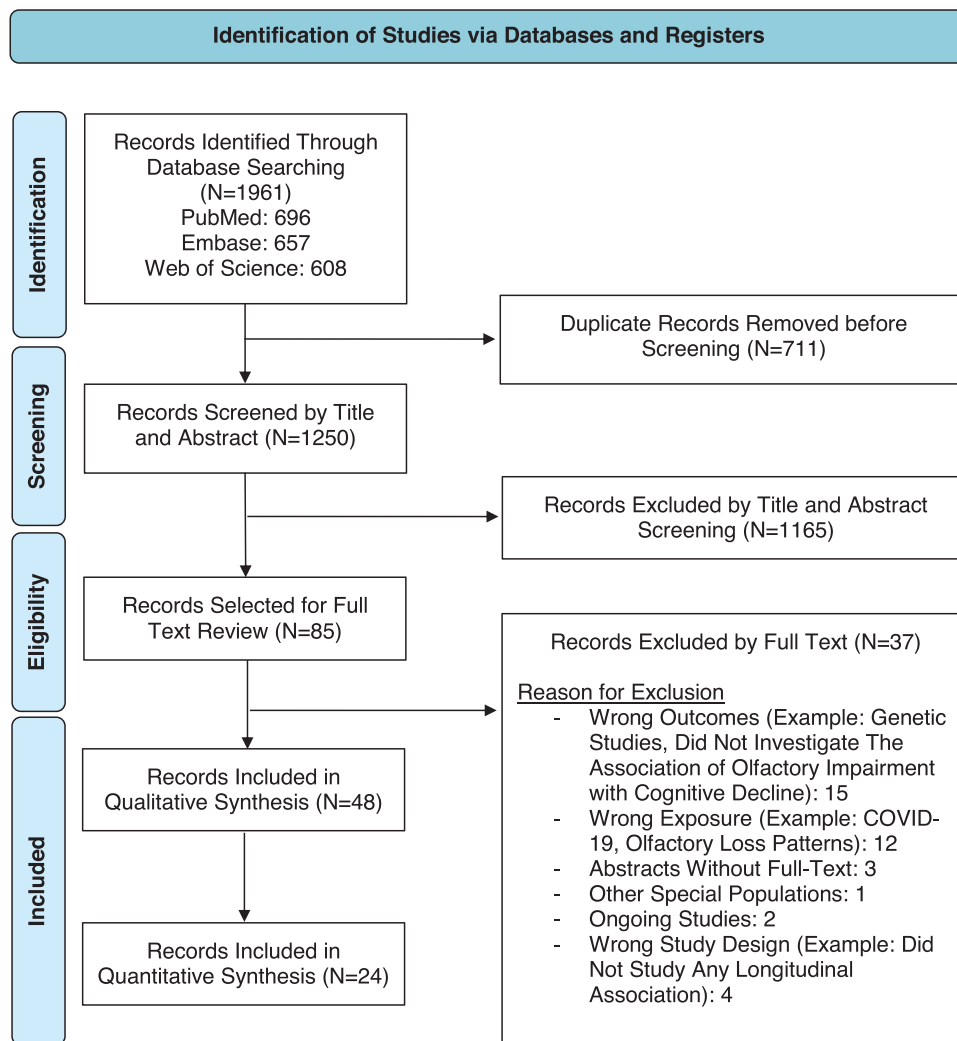 Identification of Studies via Databases and Registers
Identification
Records Identified Through
Database Searching
(N=1961)
PubMed: 696
Embase: 657
Web of Science: 608
Duplicate Records Removed before
Screening (N=711)
Screening
Records Screened by Title
and Abstract (N=1250)
Records Excluded by Title and Abstract
Screening (N=1165)
Eligibility
Records Selected for Full
Text Review (N=85)
Records Excluded by Full Text (N=37)
Reason for Exclusion
- Wrong Outcomes (Example: Genetic
Studies, Did Not Investigate The
Association of Olfactory Impairment
with Cognitive Decline): 15
- Wrong Exposure (Example: COVID-
19, Olfactory Loss Patterns): 12
- Abstracts Without Full-Text: 3
- Other Special Populations: 1
- Ongoing Studies: 2
- Wrong Study Design (Example: Did
Not Study Any Longitudinal
Association): 4
Included
Records Included in
Qualitative Synthesis (N=48)
Records Included in
Quantitative Synthesis (N=24)